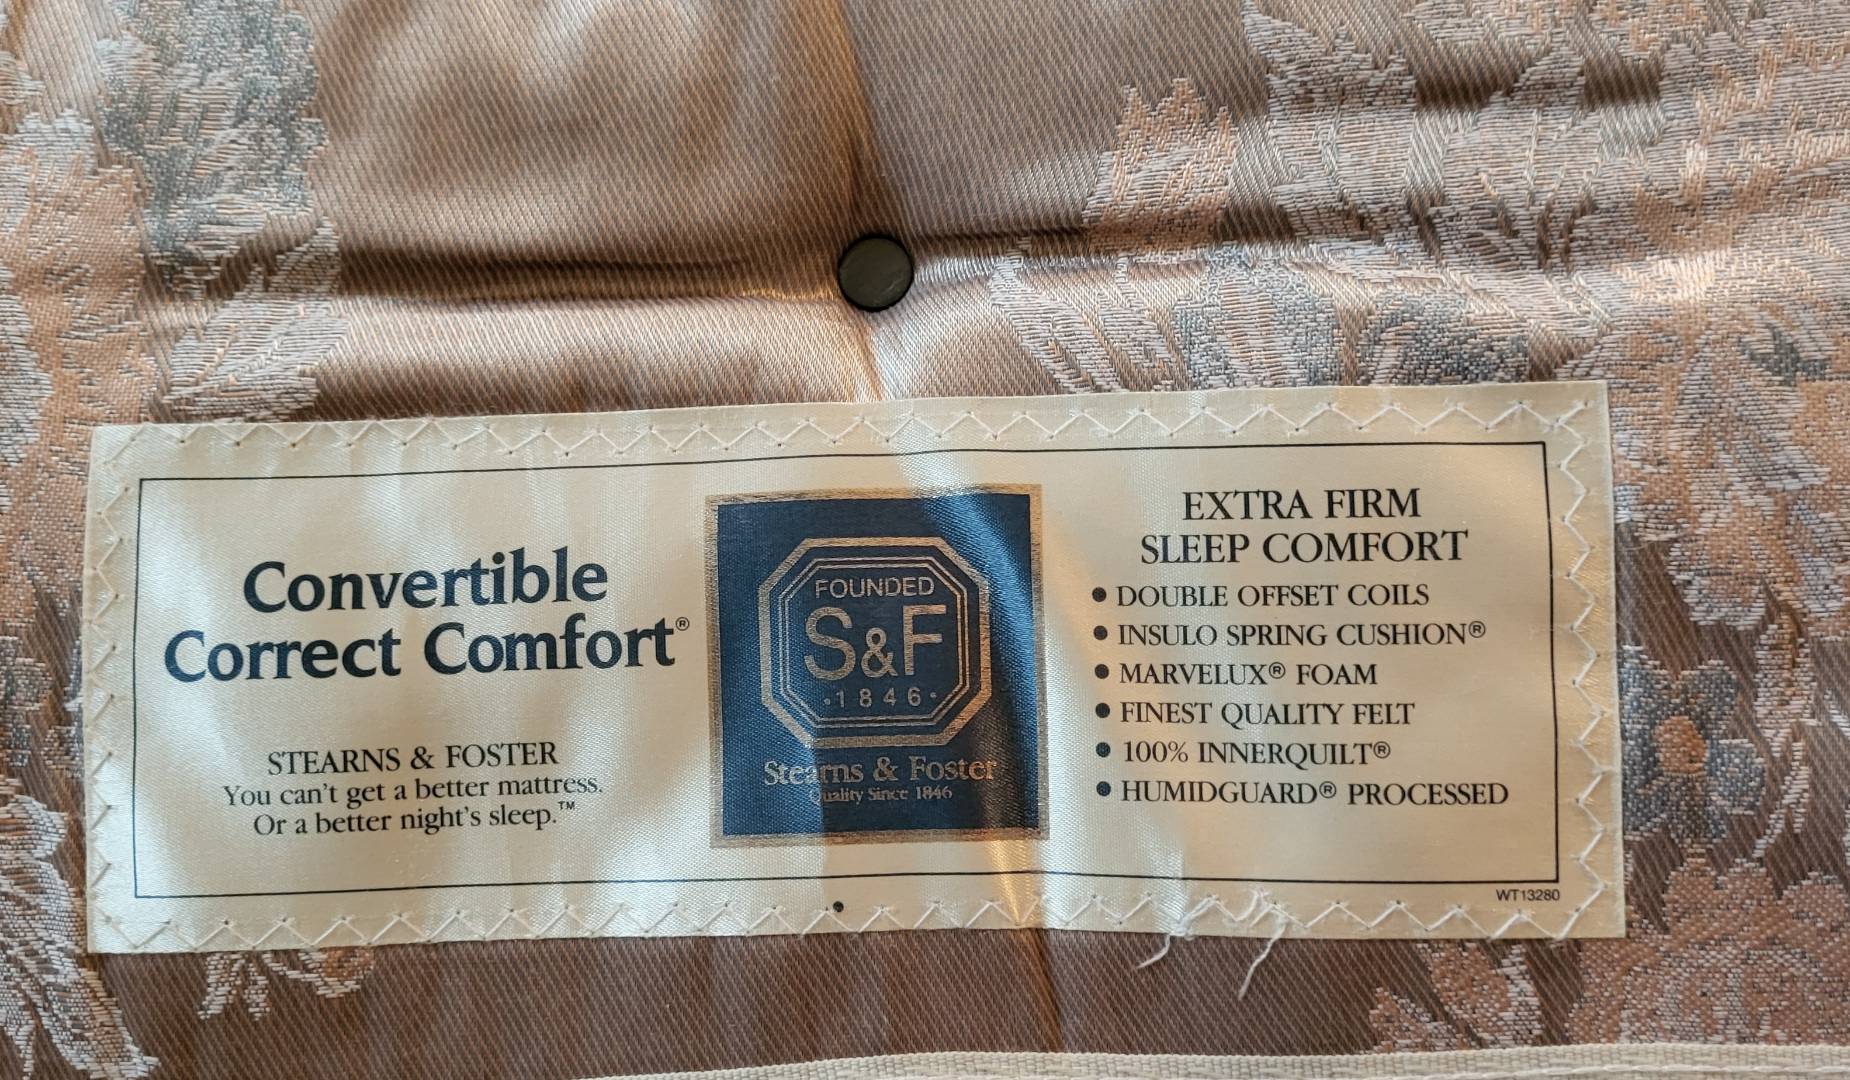 Convertible
Correct Comfort®
STEARNS & FOSTER
You can't get a better mattress.
Or a better night's sleep.™
FOUNDED
S&F
·1846·
Stearns & Foster
Quality Since 1846
EXTRA FIRM
SLEEP COMFORT
• DOUBLE OFFSET COILS
• INSULO SPRING CUSHION®
• MARVELUX® FOAM
• FINEST QUALITY FELT
• 100% INNERQUILT®
• HUMIDGUARD® PROCESSED
WT13280